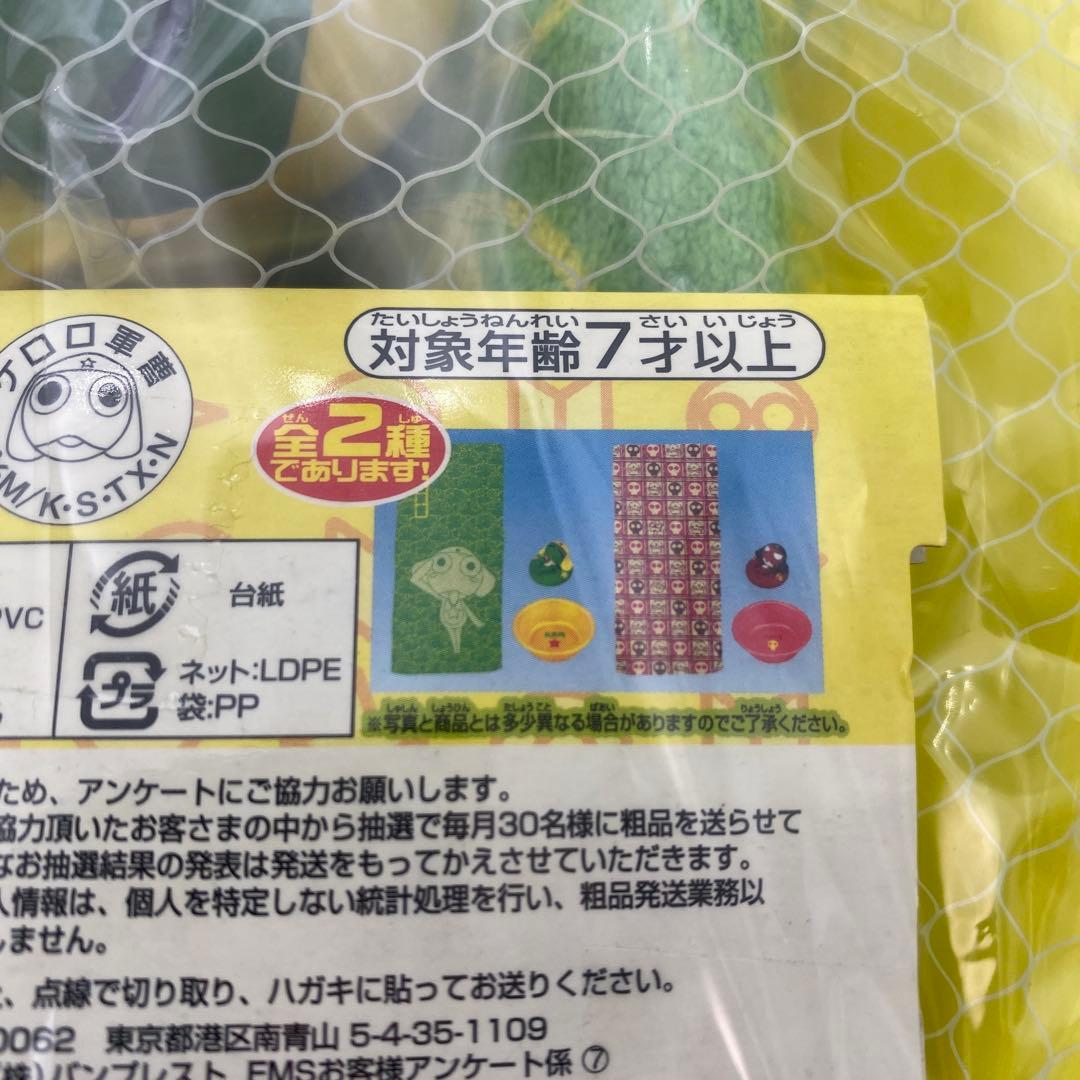 たいしょうねんれい さい いじょう
対象年齢7才以上
ケロロ軍曹
KM/K・S・TX・N
せん しゅ
全2種
であります!
PVC
紙
台紙
プラ
ネット:LDPE
袋:PP
しゃしん しょうひん たしょうこと ばあい りょうしょう
※写真と商品とは多少異なる場合がありますのでご了承ください。
ため、アンケートにご協力お願いします。
協力頂いたお客さまの中から抽選で毎月30名様に粗品を送らせて
なお抽選結果の発表は発送をもってかえさせていただきます。
人情報は、個人を特定しない統計処理を行い、粗品発送業務以
しません。
、点線で切り取り、ハガキに貼ってお送りください。
0062 東京都港区南青山 5-4-35-1109
(株)バンプレスト EMSお客様アンケート係 ⑦